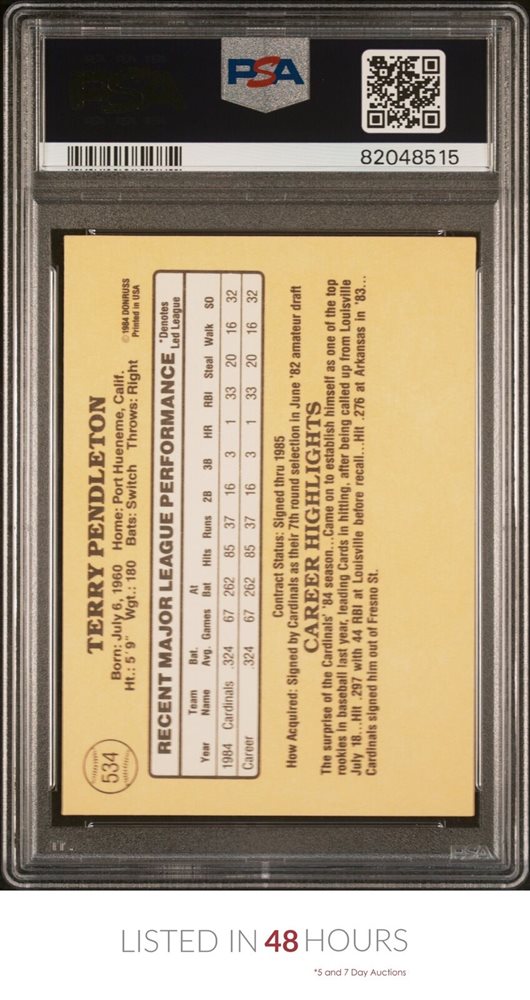 PSA
82048515
534
TERRY PENDLETON
© 1984 DONRUSS
Printed in USA
Born: July 6, 1960 Home: Port Hueneme, Calif.
Ht.: 5'9" Wgt.: 180 Bats: Switch Throws: Right
RECENT MAJOR LEAGUE PERFORMANCE *Denotes Led League
Year Team Name Bat. Avg. Games At Bat Hits Runs 2B 3B HR RBI Steal Walk SO
1984 Cardinals .324 67 262 85 37 16 3 1 33 20 16 32
Career .324 67 262 85 37 16 3 1 33 20 16 32
Contract Status: Signed thru 1985
How Acquired: Signed by Cardinals as their 7th round selection in June '82 amateur draft
CAREER HIGHLIGHTS
The surprise of the Cardinals' '84 season...Came on to establish himself as one of the top
rookies in baseball last year, leading Cards in hitting, after being called up from Louisville
July 18...Hit .297 with 44 RBI at Louisville before recall...Hit .276 at Arkansas in '83...
Cardinals signed him out of Fresno St.
PSA
LISTED IN 48 HOURS
*5 and 7 Day Auctions